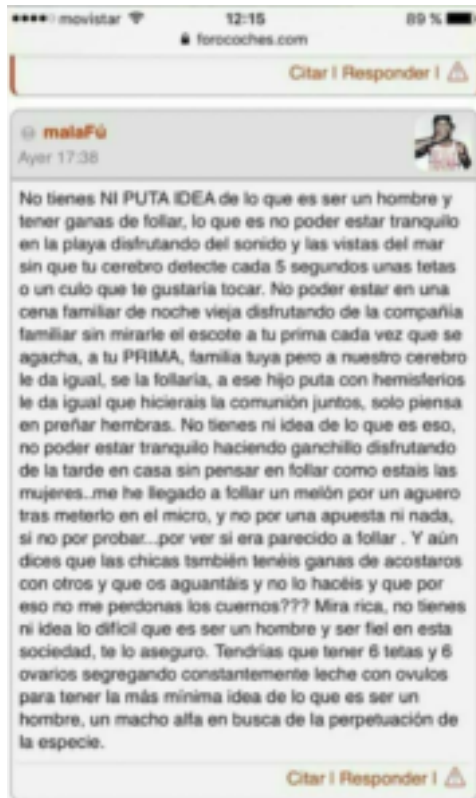 movistar 12:15 89 %
forocoches.com
Citar | Responder |
malaFú
Ayer 17:38
No tienes NI PUTA IDEA de lo que es ser un hombre y
tener ganas de follar, lo que es no poder estar tranquilo
en la playa disfrutando del sonido y las vistas del mar
sin que tu cerebro detecte cada 5 segundos unas tetas
o un culo que te gustaría tocar. No poder estar en una
cena familiar de noche vieja disfrutando de la compañía
familiar sin mirarle el escote a tu prima cada vez que se
agacha, a tu PRIMA, familia tuya pero a nuestro cerebro
le da igual, se la follaría, a ese hijo puta con hemisferios
le da igual que hicierais la comunión juntos, solo piensa
en preñar hembras. No tienes ni idea de lo que es eso,
no poder estar tranquilo haciendo ganchillo disfrutando
de la tarde en casa sin pensar en follar como estais las
mujeres..me he llegado a follar un melón por un aguero
tras meterlo en el micro, y no por una apuesta ni nada,
si no por probar...por ver si era parecido a follar . Y aún
dices que las chicas tsmbién tenéis ganas de acostaros
con otros y que os aguantáis y no lo hacéis y que por
eso no me perdonas los cuernos??? Mira rica, no tienes
ni idea lo difícil que es ser un hombre y ser fiel en esta
sociedad, te lo aseguro. Tendrías que tener 6 tetas y 6
ovarios segregando constantemente leche con ovulos
para tener la más mínima idea de lo que es ser un
hombre, un macho alfa en busca de la perpetuación de
la especie.
Citar | Responder |